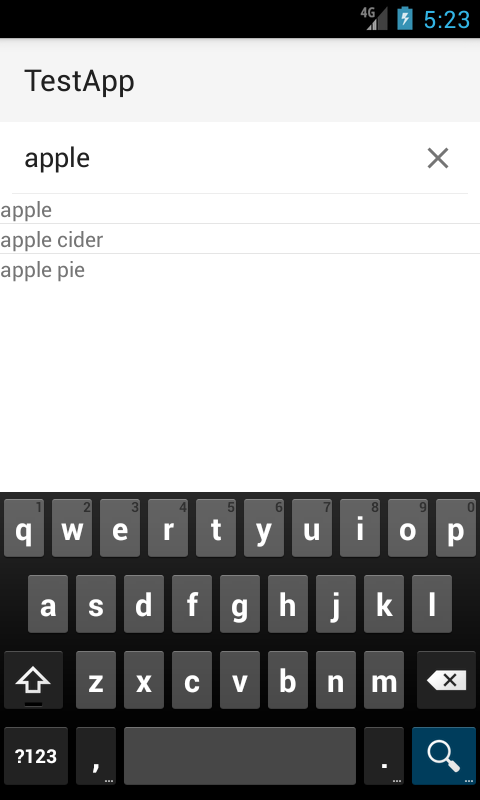 4G 5:23
TestApp
apple
apple
apple cider
apple pie
1 2 3 4 5 6 7 8 9 0
q w e r t y u i o p
a s d f g h j k l
z x c v b n m
?123 , ... . ... ...